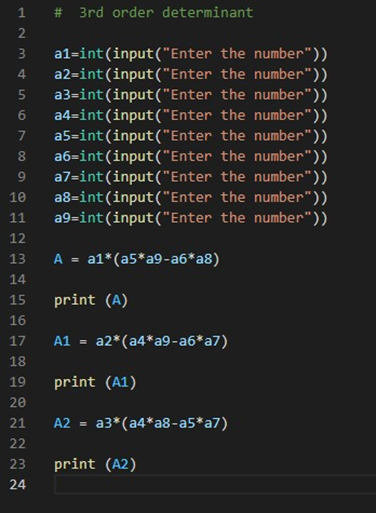 1 #  3rd order determinant
2
3 a1=int(input("Enter the number"))
4 a2=int(input("Enter the number"))
5 a3=int(input("Enter the number"))
6 a4=int(input("Enter the number"))
7 a5=int(input("Enter the number"))
8 a6=int(input("Enter the number"))
9 a7=int(input("Enter the number"))
10 a8=int(input("Enter the number"))
11 a9=int(input("Enter the number"))
12
13 A = a1*(a5*a9-a6*a8)
14
15 print (A)
16
17 A1 = a2*(a4*a9-a6*a7)
18
19 print (A1)
20
21 A2 = a3*(a4*a8-a5*a7)
22
23 print (A2)
24